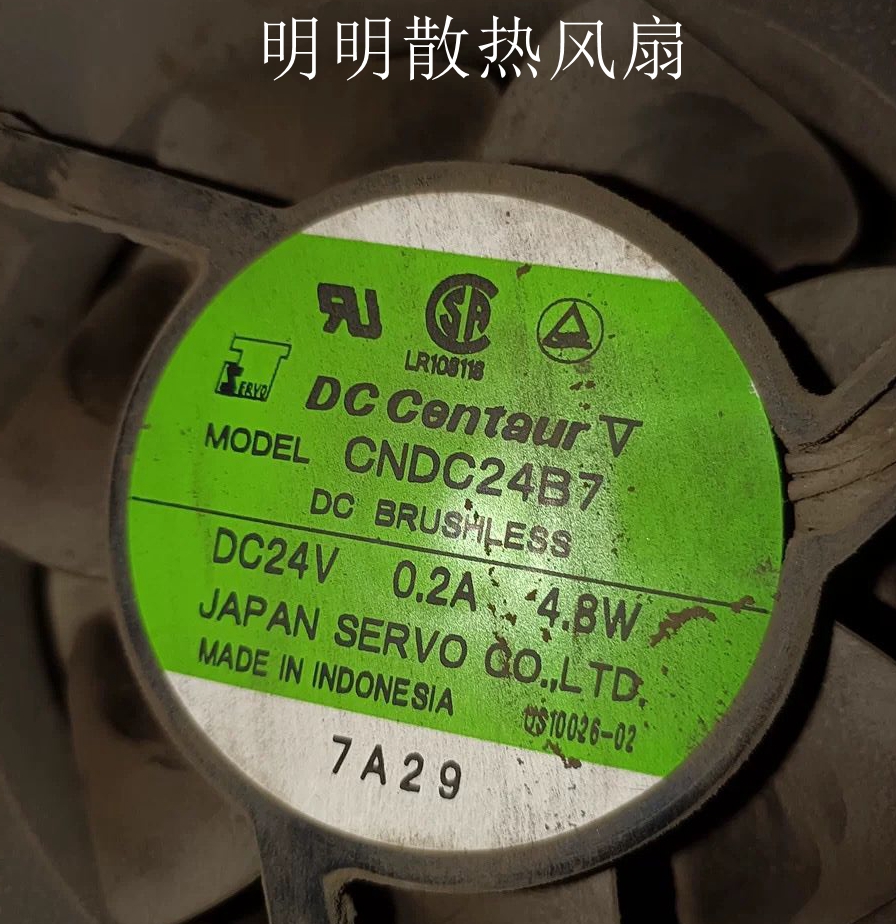 明明散热风扇
LR108118
SERVO
DC Centaur V
MODEL CNDC24B7
DC BRUSHLESS
DC24V 0.2A 4.8W
JAPAN SERVO CO.,LTD.
MADE IN INDONESIA US10026-02
7A29